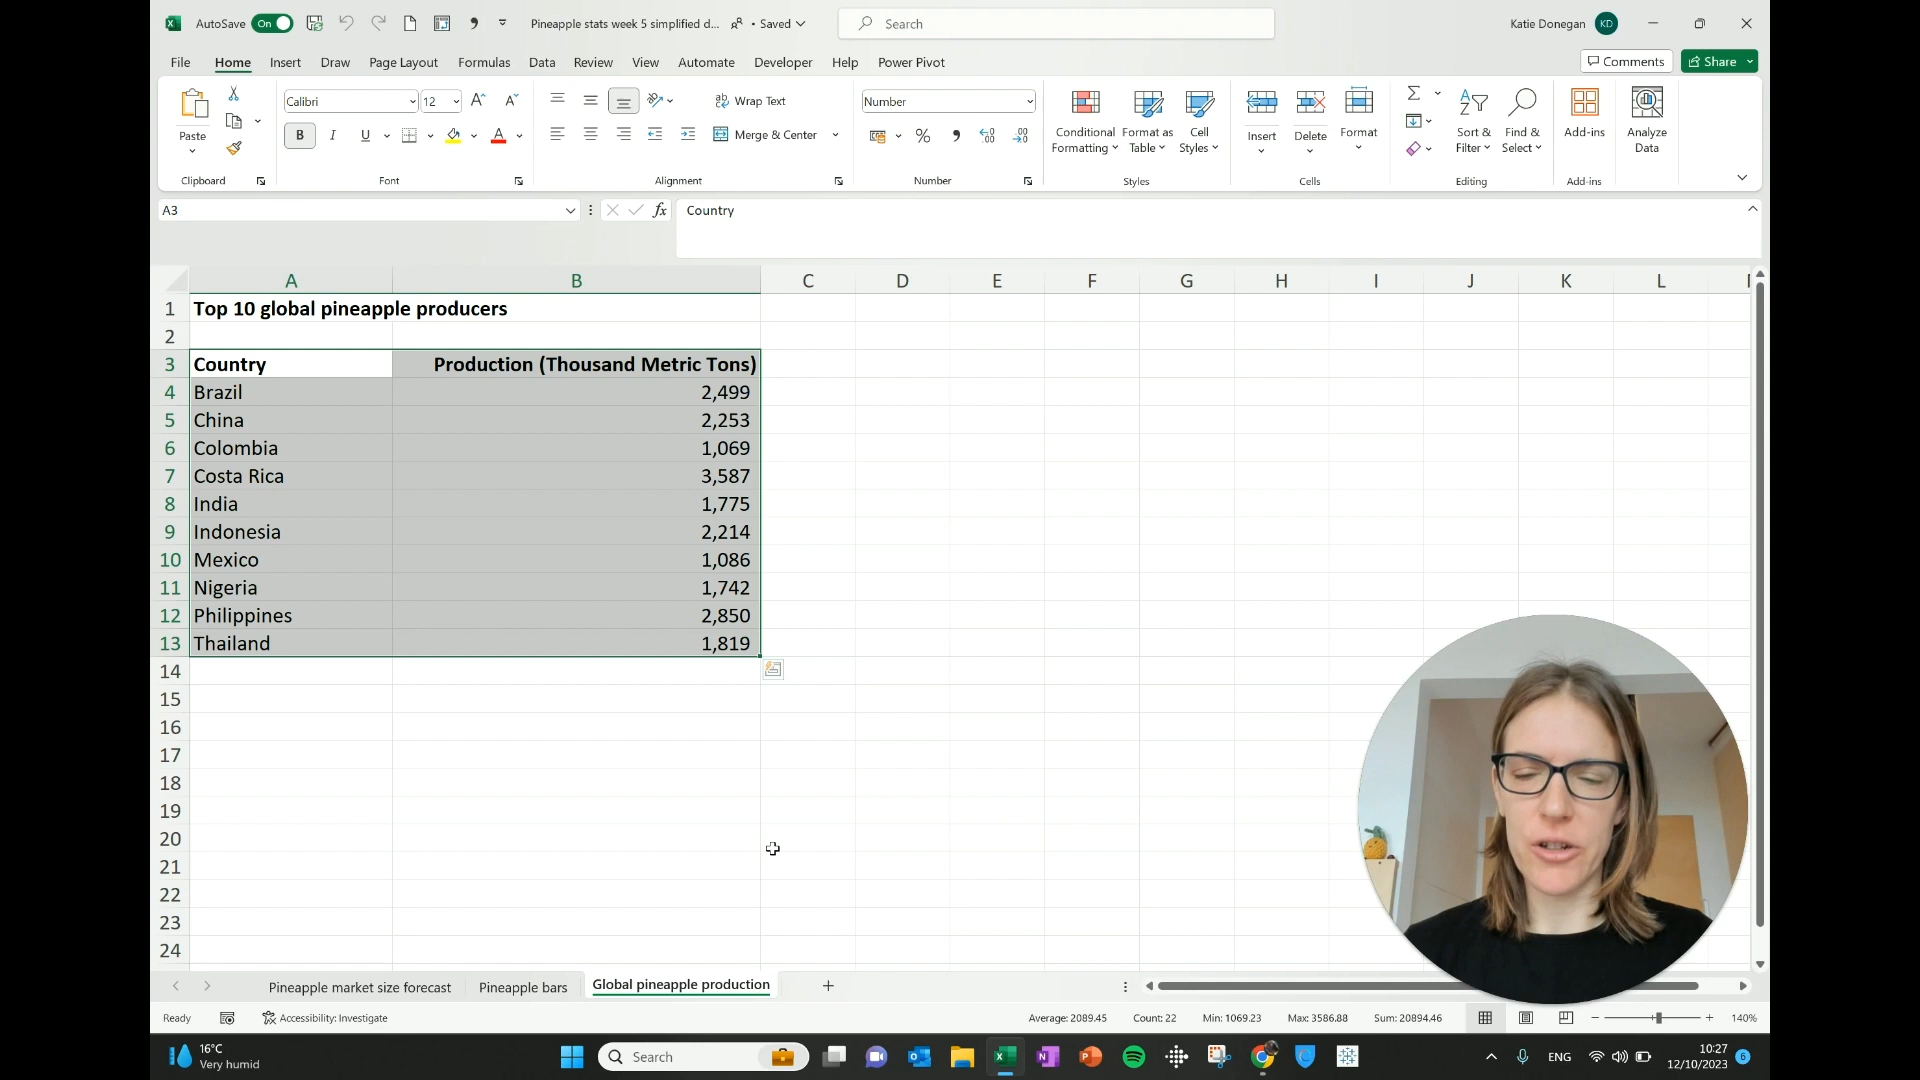 AutoSave On Pineapple stats week 5 simplified d... • Saved Search Katie Donegan KD
File Home Insert Draw Page Layout Formulas Data Review View Automate Developer Help Power Pivot Comments Share
Paste
Clipboard
Calibri 12
B I U
Font
Wrap Text
Merge & Center
Alignment
Number
Number
Conditional Formatting
Format as Table
Cell Styles
Styles
Insert Delete Format
Cells
Sort & Filter
Find & Select
Editing
Add-ins
Add-ins
Analyze Data
A3 fx Country
A B C D E F G H I J K L
1 Top 10 global pineapple producers
2
3 Country Production (Thousand Metric Tons)
4 Brazil 2,499
5 China 2,253
6 Colombia 1,069
7 Costa Rica 3,587
8 India 1,775
9 Indonesia 2,214
10 Mexico 1,086
11 Nigeria 1,742
12 Philippines 2,850
13 Thailand 1,819
14
15
16
17
18
19
20
21
22
23
24
Pineapple market size forecast Pineapple bars Global pineapple production
Ready Accessibility: Investigate Average: 2089.45 Count: 22 Min: 1069.23 Max: 3586.88 Sum: 20894.46 140%
16°C
Very humid
Search
ENG
10:27
12/10/2023
6